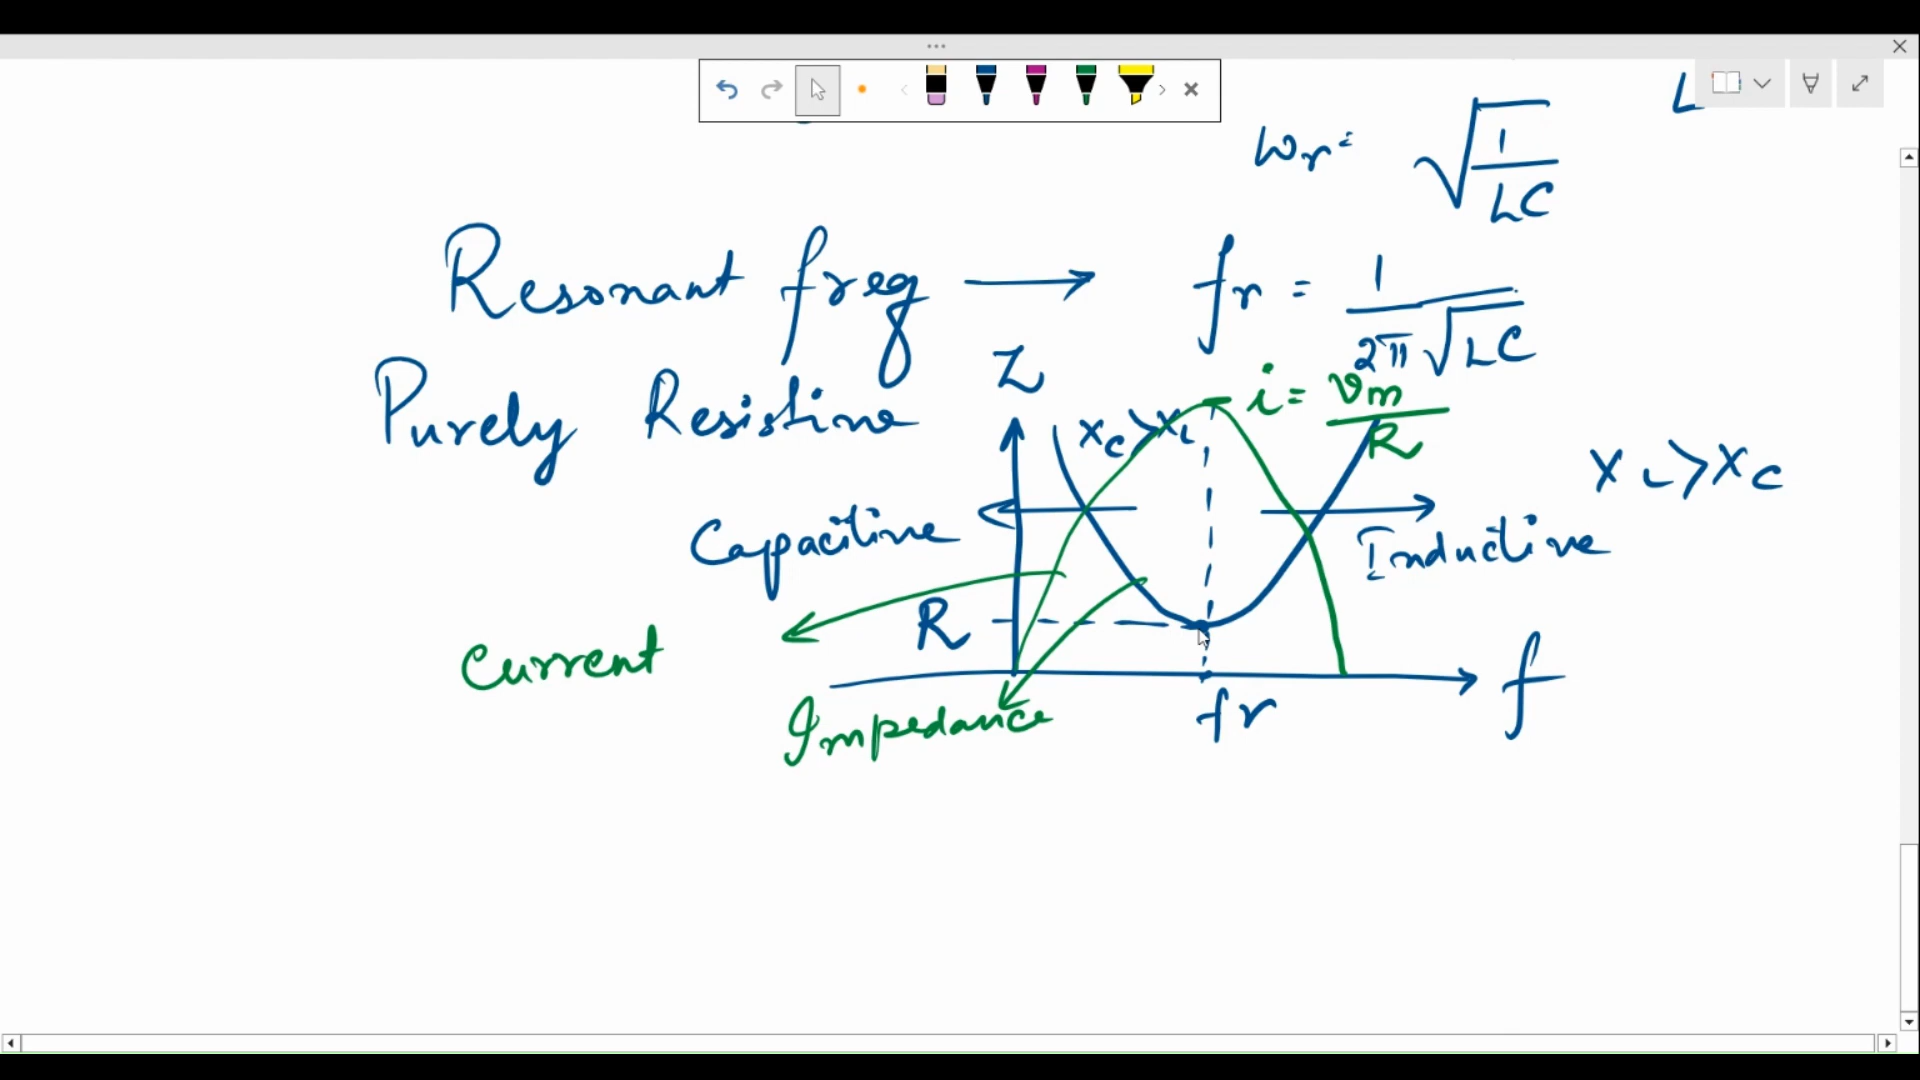 L
ωr = √1/LC
Resonant freq → fr = 1/2π√LC
Purely Resistive
Z
i = vm/R
Xc > XL
XL > Xc
Capacitive
Inductive
R
Current
Impedance
fr
f